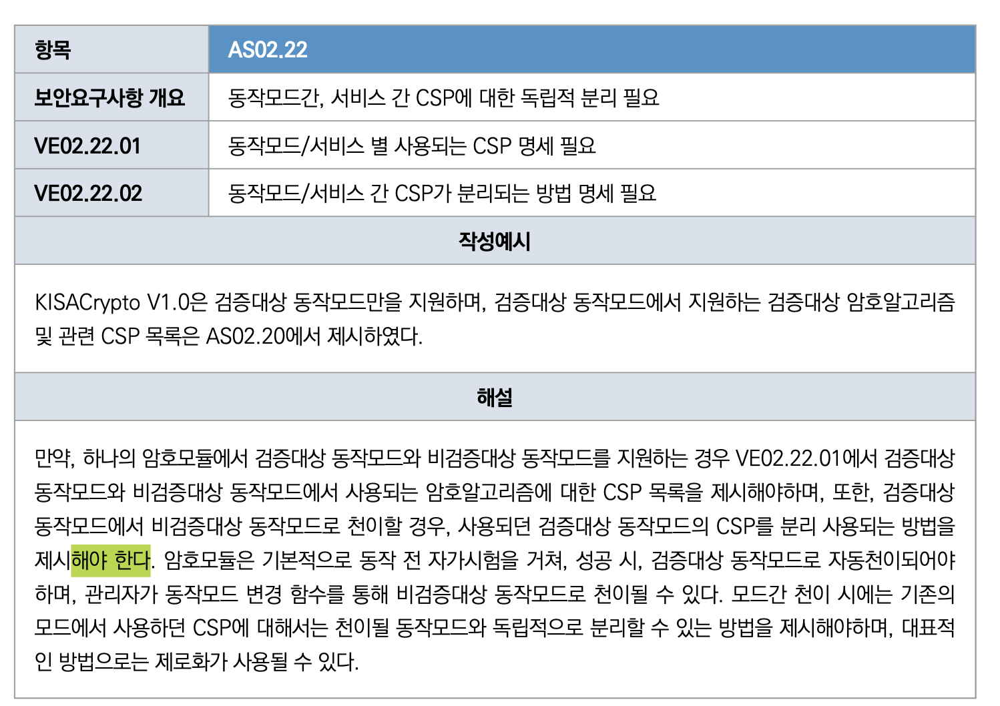 항목 AS02.22
보안요구사항 개요 동작모드간, 서비스 간 CSP에 대한 독립적 분리 필요
VE02.22.01 동작모드/서비스 별 사용되는 CSP 명세 필요
VE02.22.02 동작모드/서비스 간 CSP가 분리되는 방법 명세 필요
작성예시
KISACrypto V1.0은 검증대상 동작모드만을 지원하며, 검증대상 동작모드에서 지원하는 검증대상 암호알고리즘
및 관련 CSP 목록은 AS02.20에서 제시하였다.
해설
만약, 하나의 암호모듈에서 검증대상 동작모드와 비검증대상 동작모드를 지원하는 경우 VE02.22.01에서 검증대상
동작모드와 비검증대상 동작모드에서 사용되는 암호알고리즘에 대한 CSP 목록을 제시해야하며, 또한, 검증대상
동작모드에서 비검증대상 동작모드로 천이할 경우, 사용되던 검증대상 동작모드의 CSP를 분리 사용되는 방법을
제시해야 한다. 암호모듈은 기본적으로 동작 전 자가시험을 거쳐, 성공 시, 검증대상 동작모드로 자동천이되어야
하며, 관리자가 동작모드 변경 함수를 통해 비검증대상 동작모드로 천이될 수 있다. 모드간 천이 시에는 기존의
모드에서 사용하던 CSP에 대해서는 천이될 동작모드와 독립적으로 분리할 수 있는 방법을 제시해야하며, 대표적
인 방법으로는 제로화가 사용될 수 있다.